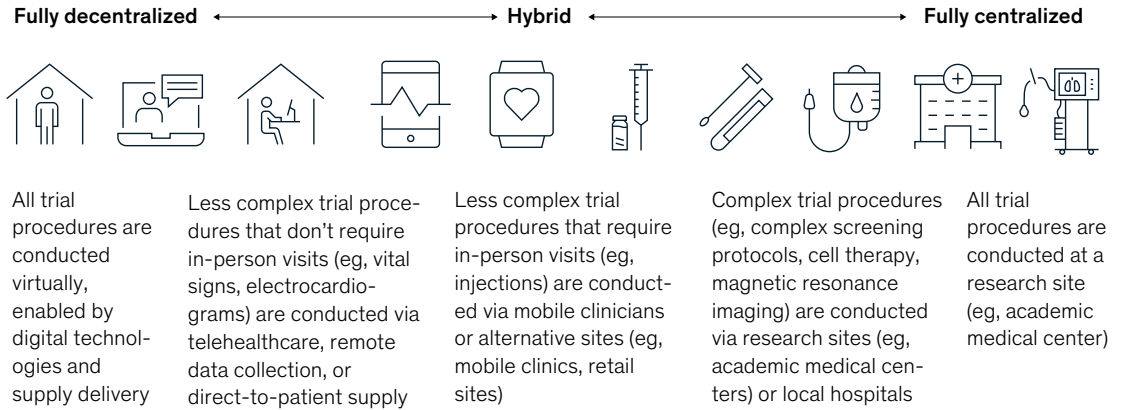 Fully decentralized
Hybrid
Fully centralized
All trial
procedures are
conducted
virtually,
enabled by
digital technol-
ogies and
supply delivery
Less complex trial proce-
dures that don’t require
in-person visits (eg, vital
signs, electrocardio-
grams) are conducted via
telehealthcare, remote
data collection, or
direct-to-patient supply
Less complex trial
procedures that require
in-person visits (eg,
injections) are conduct-
ed via mobile clinicians
or alternative sites (eg,
mobile clinics, retail
sites)
Complex trial procedures
(eg, complex screening
protocols, cell therapy,
magnetic resonance
imaging) are conducted
via research sites (eg,
academic medical cen-
ters) or local hospitals
All trial
procedures are
conducted at a
research site
(eg, academic
medical center)